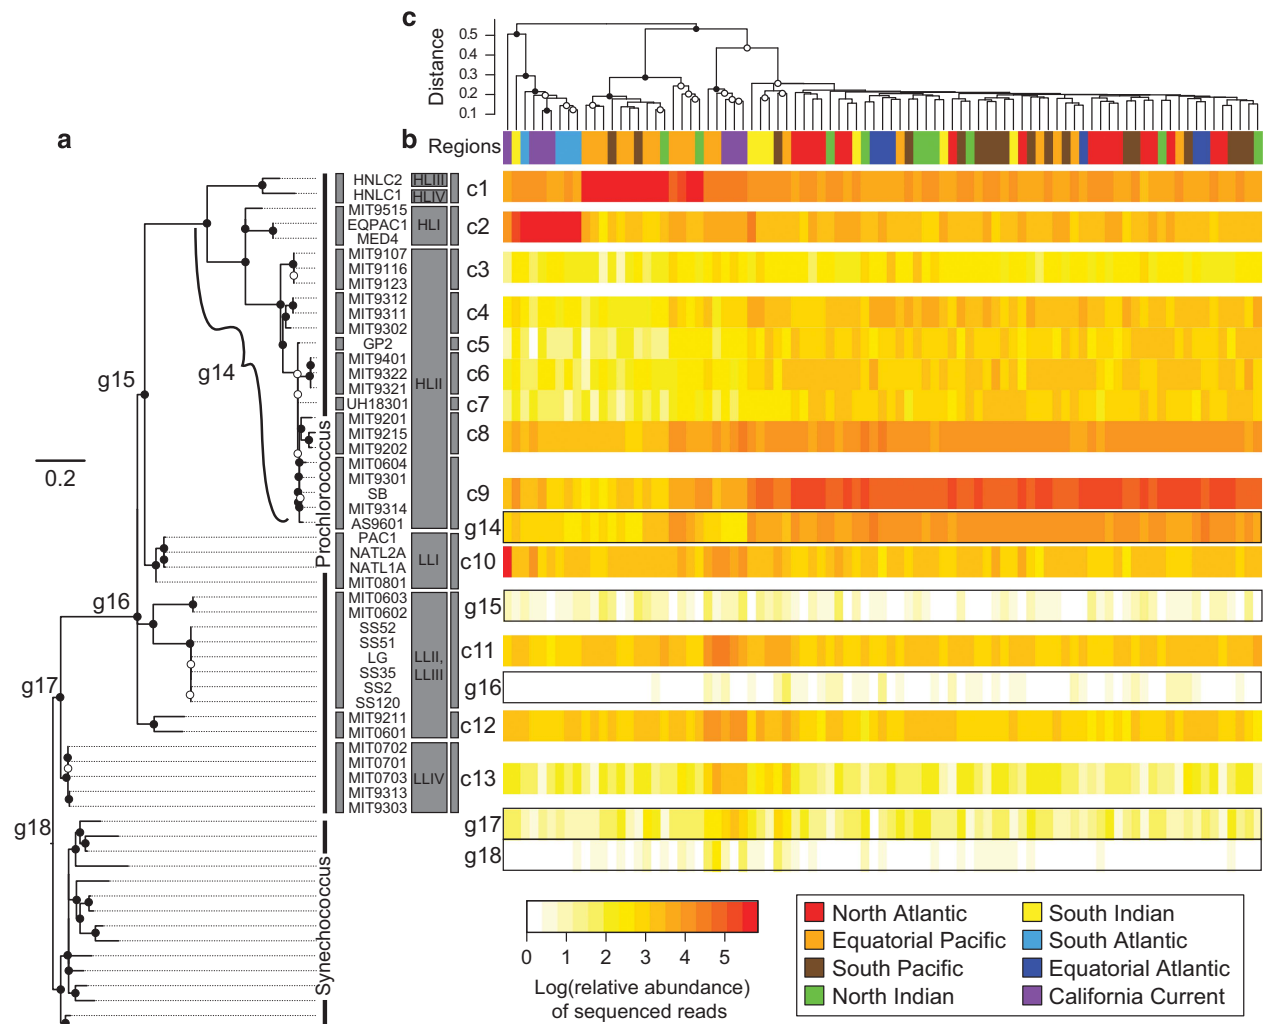 c
Distance
0.5
0.4
0.3
0.2
0.1
a
b
Regions
HNLC2
HNLC1
MIT9515
EQPAC1
MED4
MIT9107
MIT9116
MIT9123
MIT9312
MIT9311
MIT9302
GP2
MIT9401
MIT9322
MIT9321
UH18301
MIT9201
MIT9215
MIT9202
MIT0604
MIT9301
SB
MIT9314
AS9601
PAC1
NATL2A
NATL1A
MIT0801
MIT0603
MIT0602
SS52
SS51
LG
SS35
SS2
SS120
MIT9211
MIT0601
MIT0702
MIT0701
MIT0703
MIT9313
MIT9303
HLIII
HLIV
HLI
HLII
LLI
LLII,
LLIII
LLIV
c1
c2
c3
c4
c5
c6
c7
c8
c9
g14
c10
g15
c11
g16
c12
c13
g17
g18
g15
g14
g16
g17
g18
0.2
Prochlorococcus
Synechococcus
0 1 2 3 4 5
Log(relative abundance)
of sequenced reads
North Atlantic
Equatorial Pacific
South Pacific
North Indian
South Indian
South Atlantic
Equatorial Atlantic
California Current